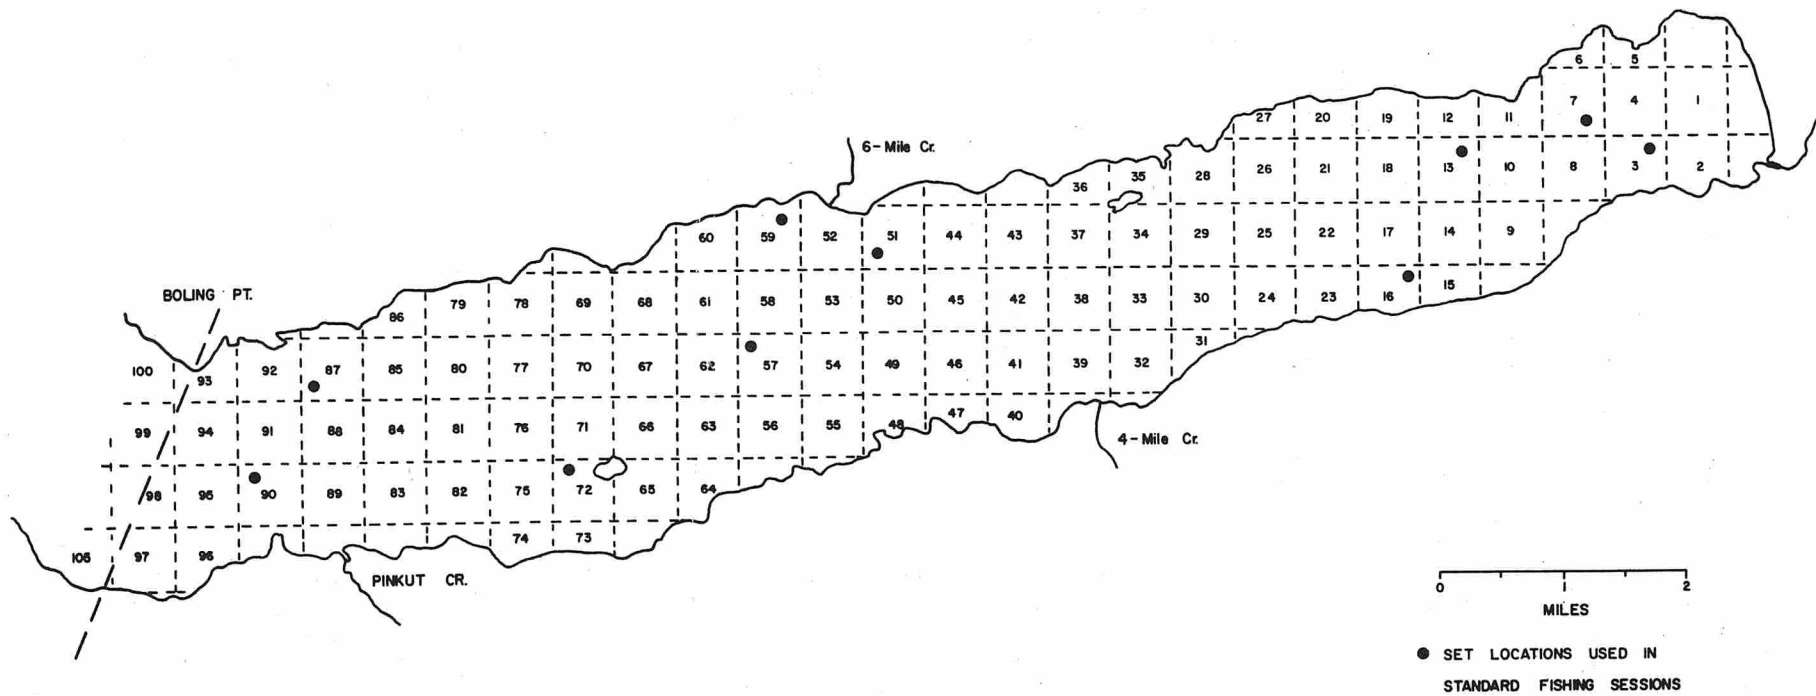 6 5
7 4 1
27 20 19 12 11
6-Mile Cr.
36 35 28 26 21 18 13 10 8 3 2
60 59 52 51 44 43 37 34 29 25 22 17 14 9
BOLING PT.
86 79 78 69 68 61 58 53 50 45 42 38 33 30 24 23 16 15
100 93 92 87 85 80 77 70 67 62 57 54 49 46 41 39 32 31
99 94 91 88 84 81 76 71 66 63 56 55 48 47 40
4-Mile Cr.
98 95 90 89 83 82 75 72 65 64
105 97 96 74 73
PINKUT CR.
0 2
MILES
SET LOCATIONS USED IN
STANDARD FISHING SESSIONS